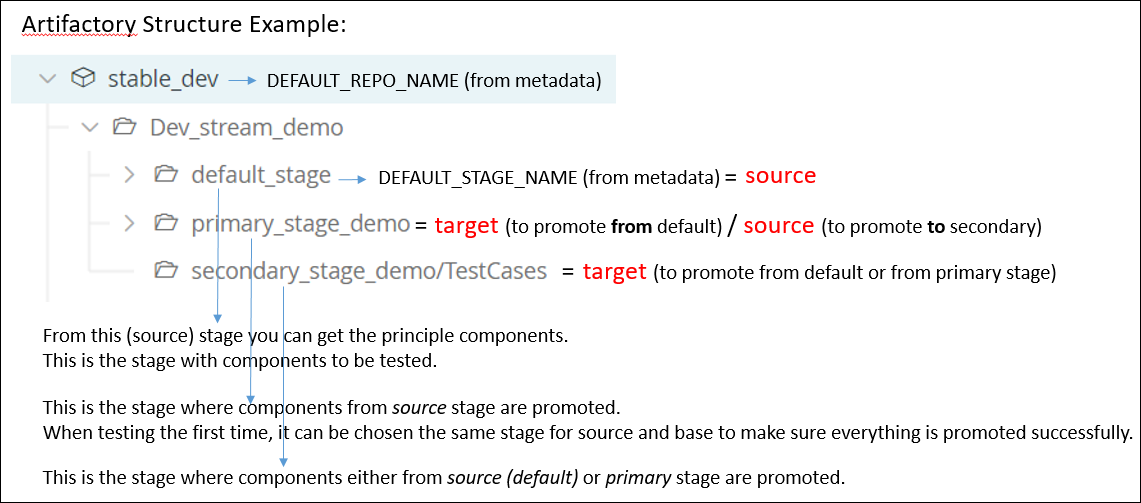 Artifactory Structure Example:
stable_dev DEFAULT_REPO_NAME (from metadata)
Dev_stream_demo
default_stage DEFAULT_STAGE_NAME (from metadata) = source
primary_stage_demo = target (to promote from default) / source (to promote to secondary)
secondary_stage_demo/TestCases = target (to promote from default or from primary stage)
From this (source) stage you can get the principle components.
This is the stage with components to be tested.
This is the stage where components from source stage are promoted.
When testing the first time, it can be chosen the same stage for source and base to make sure everything is promoted successfully.
This is the stage where components either from source (default) or primary stage are promoted.